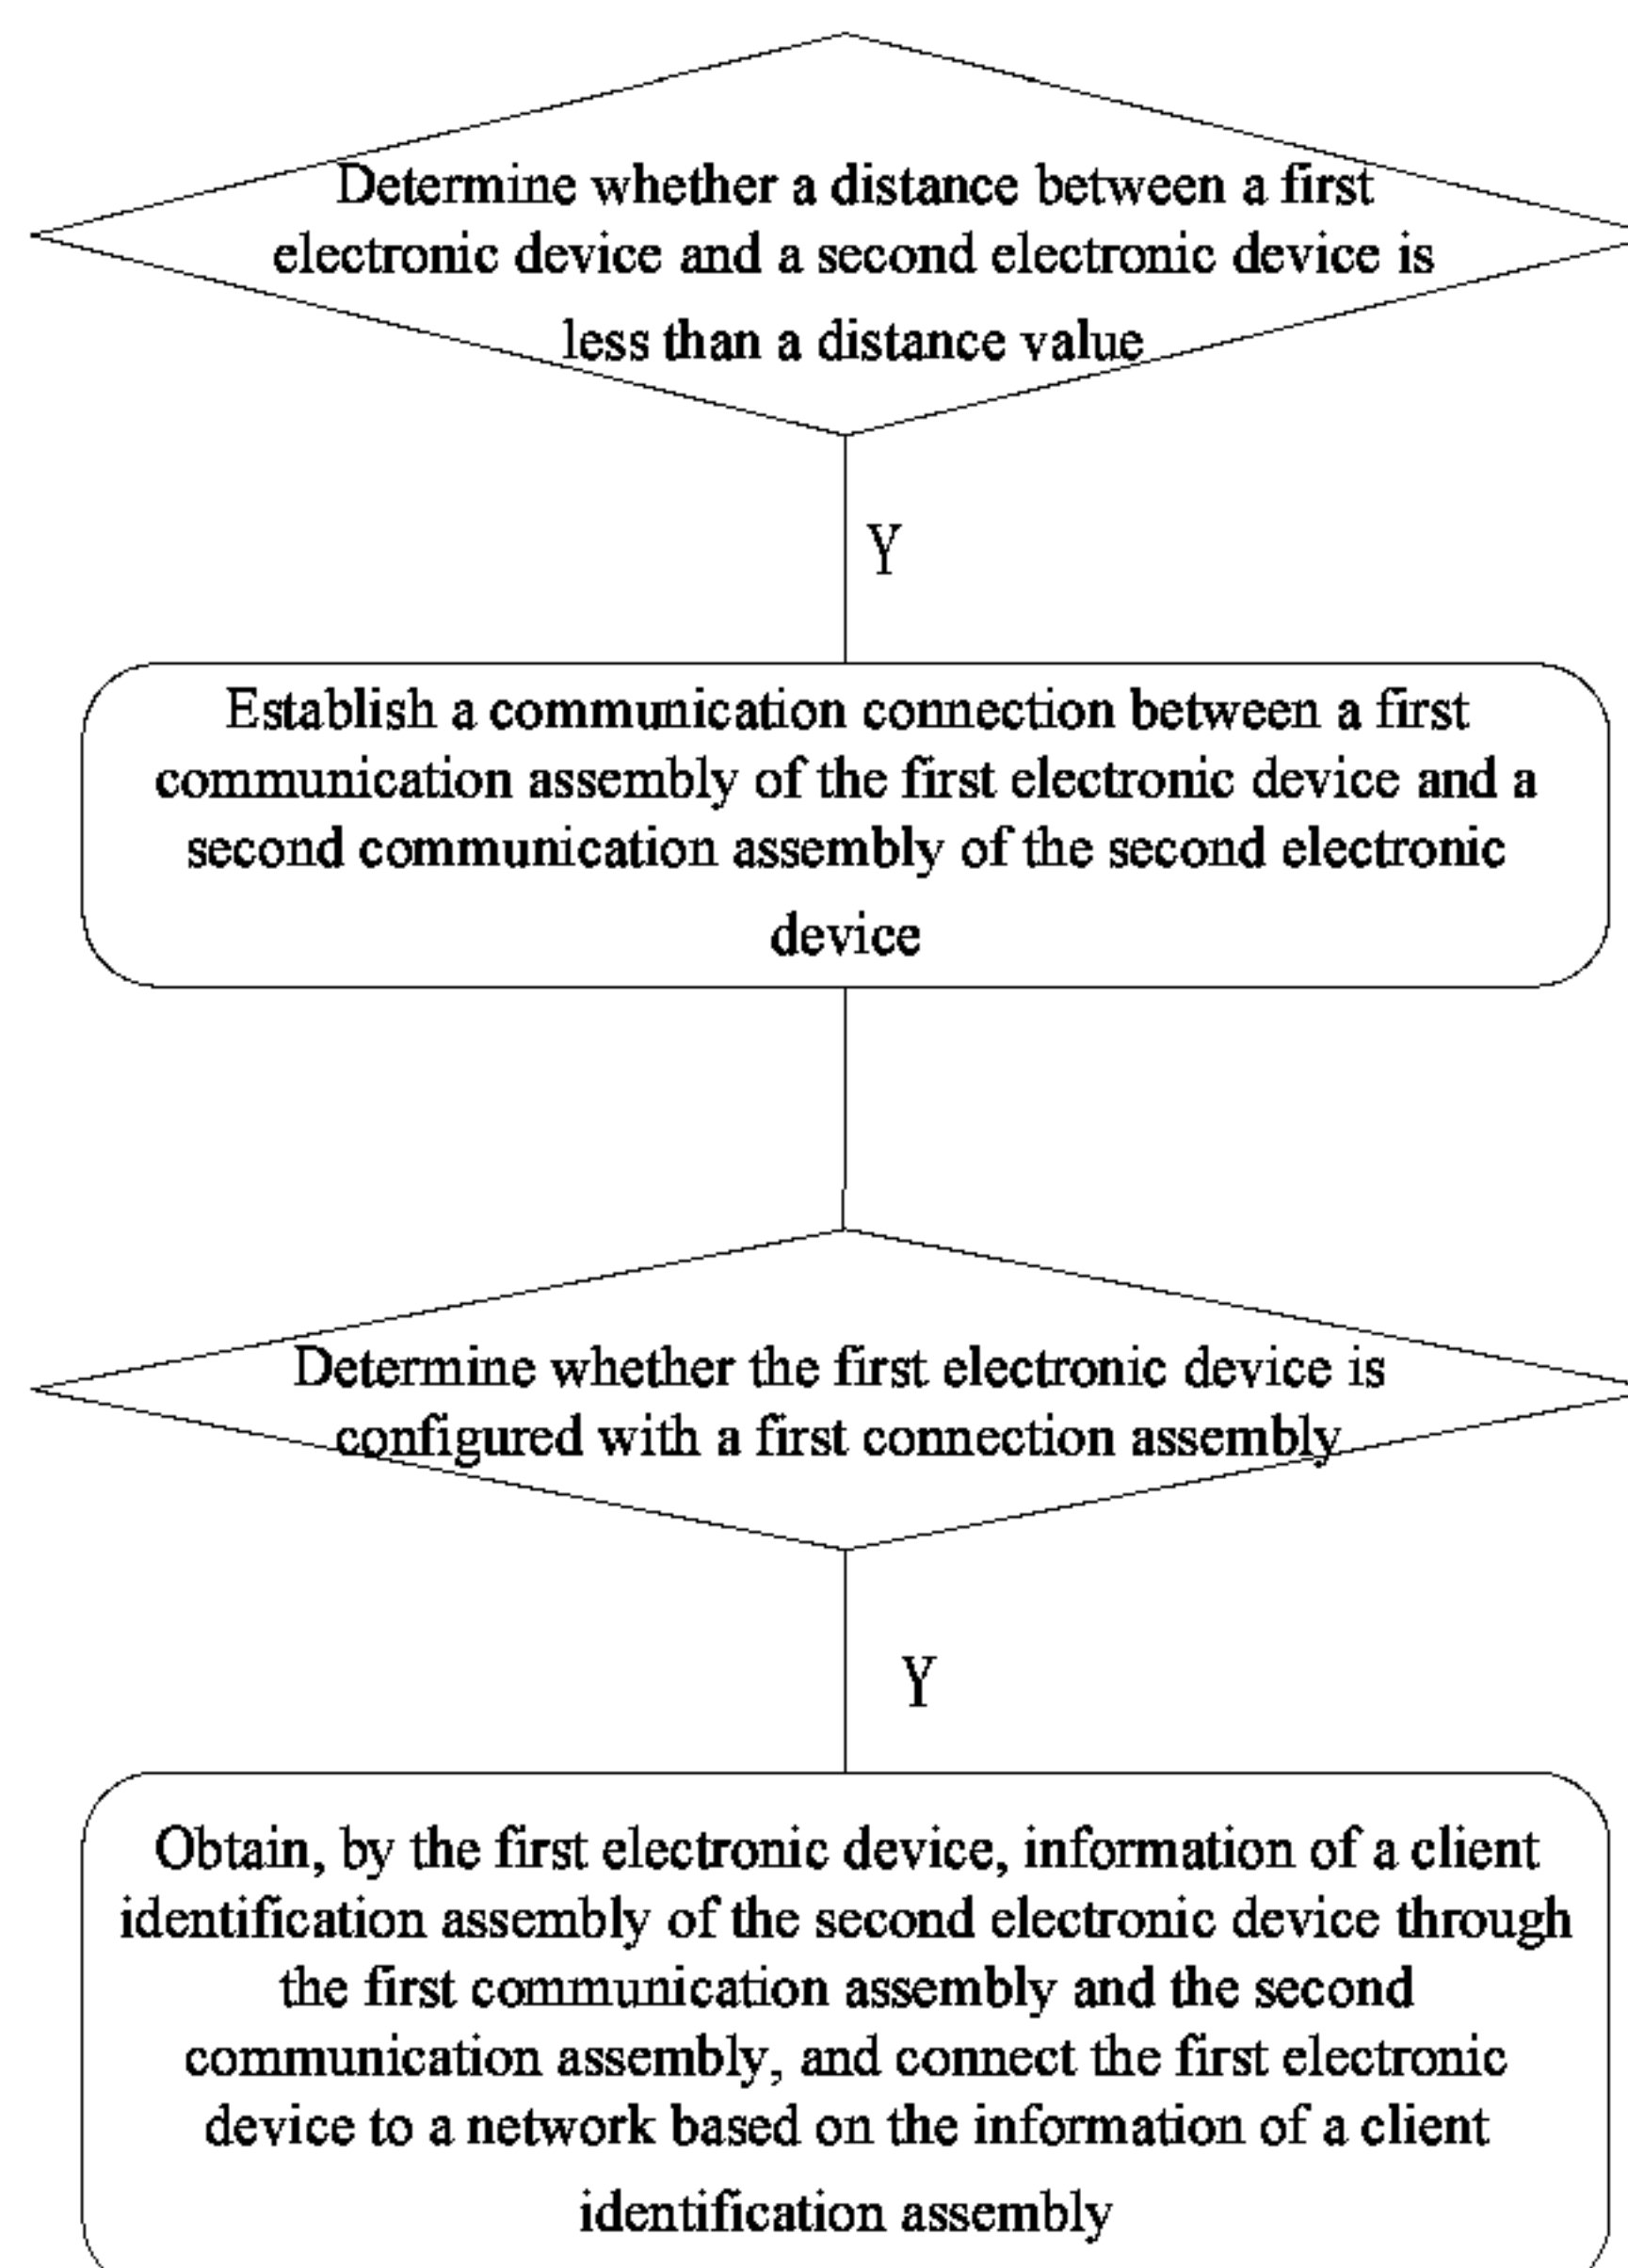 Determine whether a distance between a first
electronic device and a second electronic device is
less than a distance value
Y
Establish a communication connection between a first
communication assembly of the first electronic device and a
second communication assembly of the second electronic
device
Determine whether the first electronic device is
configured with a first connection assembly
Y
Obtain, by the first electronic device, information of a client
identification assembly of the second electronic device through
the first communication assembly and the second
communication assembly, and connect the first electronic
device to a network based on the information of a client
identification assembly